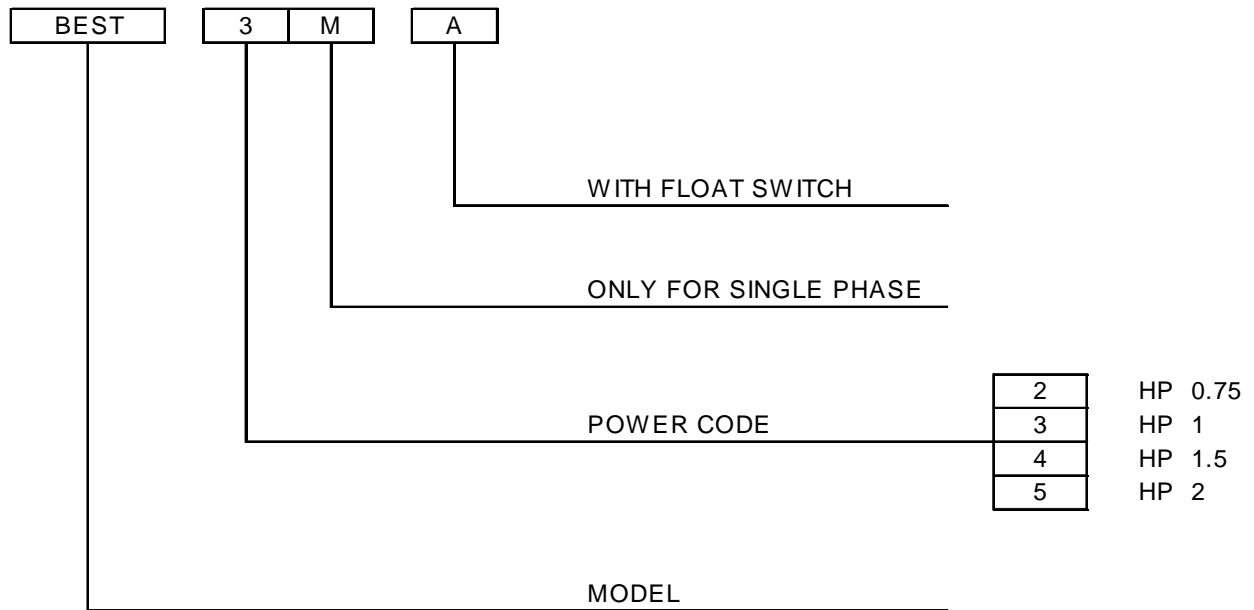 BEST 3 M A
WITH FLOAT SWITCH
ONLY FOR SINGLE PHASE
2 HP 0.75
POWER CODE 3 HP 1
4 HP 1.5
5 HP 2
MODEL